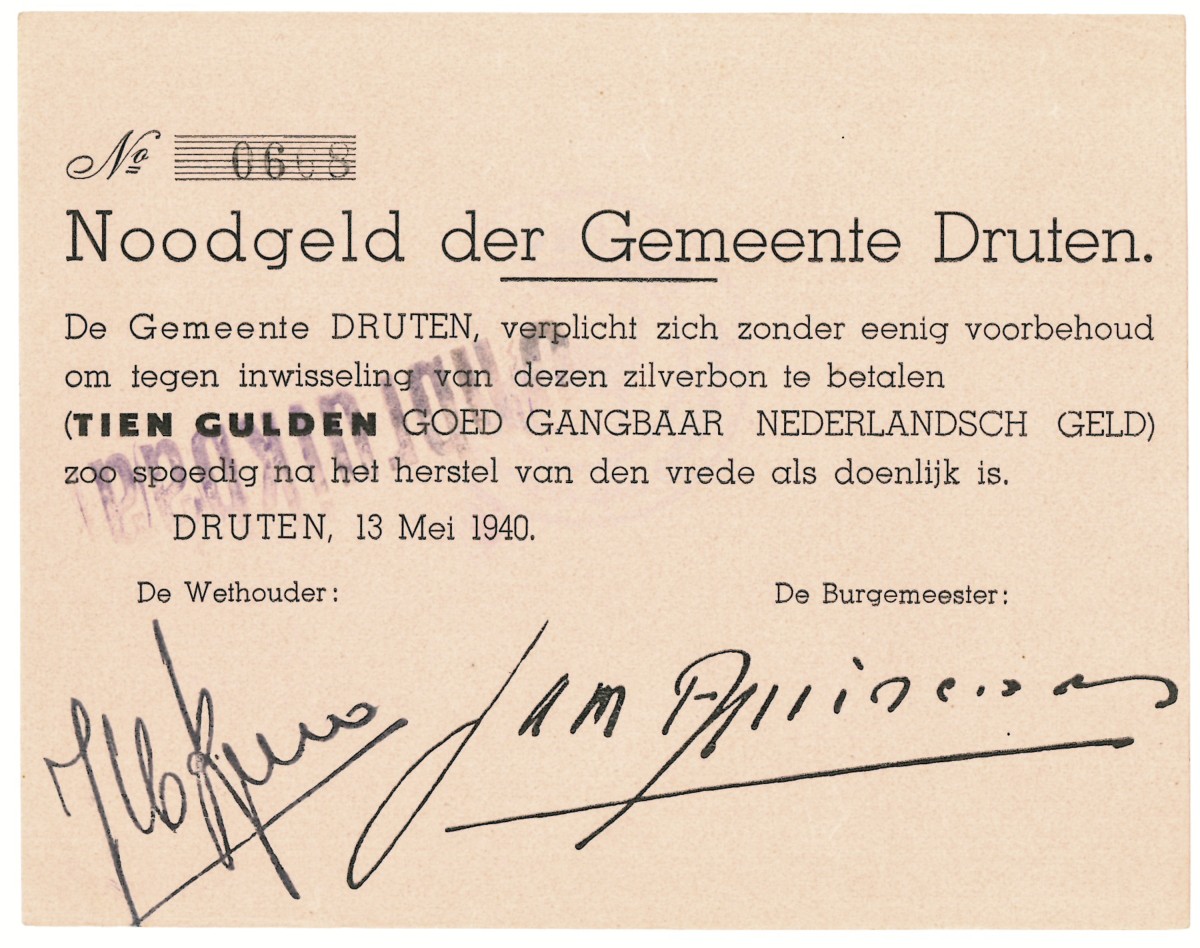 No 0608
Noodgeld der Gemeente Druten.
De Gemeente DRUTEN, verplicht zich zonder eenig voorbehoud
om tegen inwisseling van dezen zilverbon te betalen
(TIEN GULDEN GOED GANGBAAR NEDERLANDSCH GELD)
zoo spoedig na het herstel van den vrede als doenlijk is.
DRUTEN, 13 Mei 1940.
De Wethouder:
De Burgemeester: